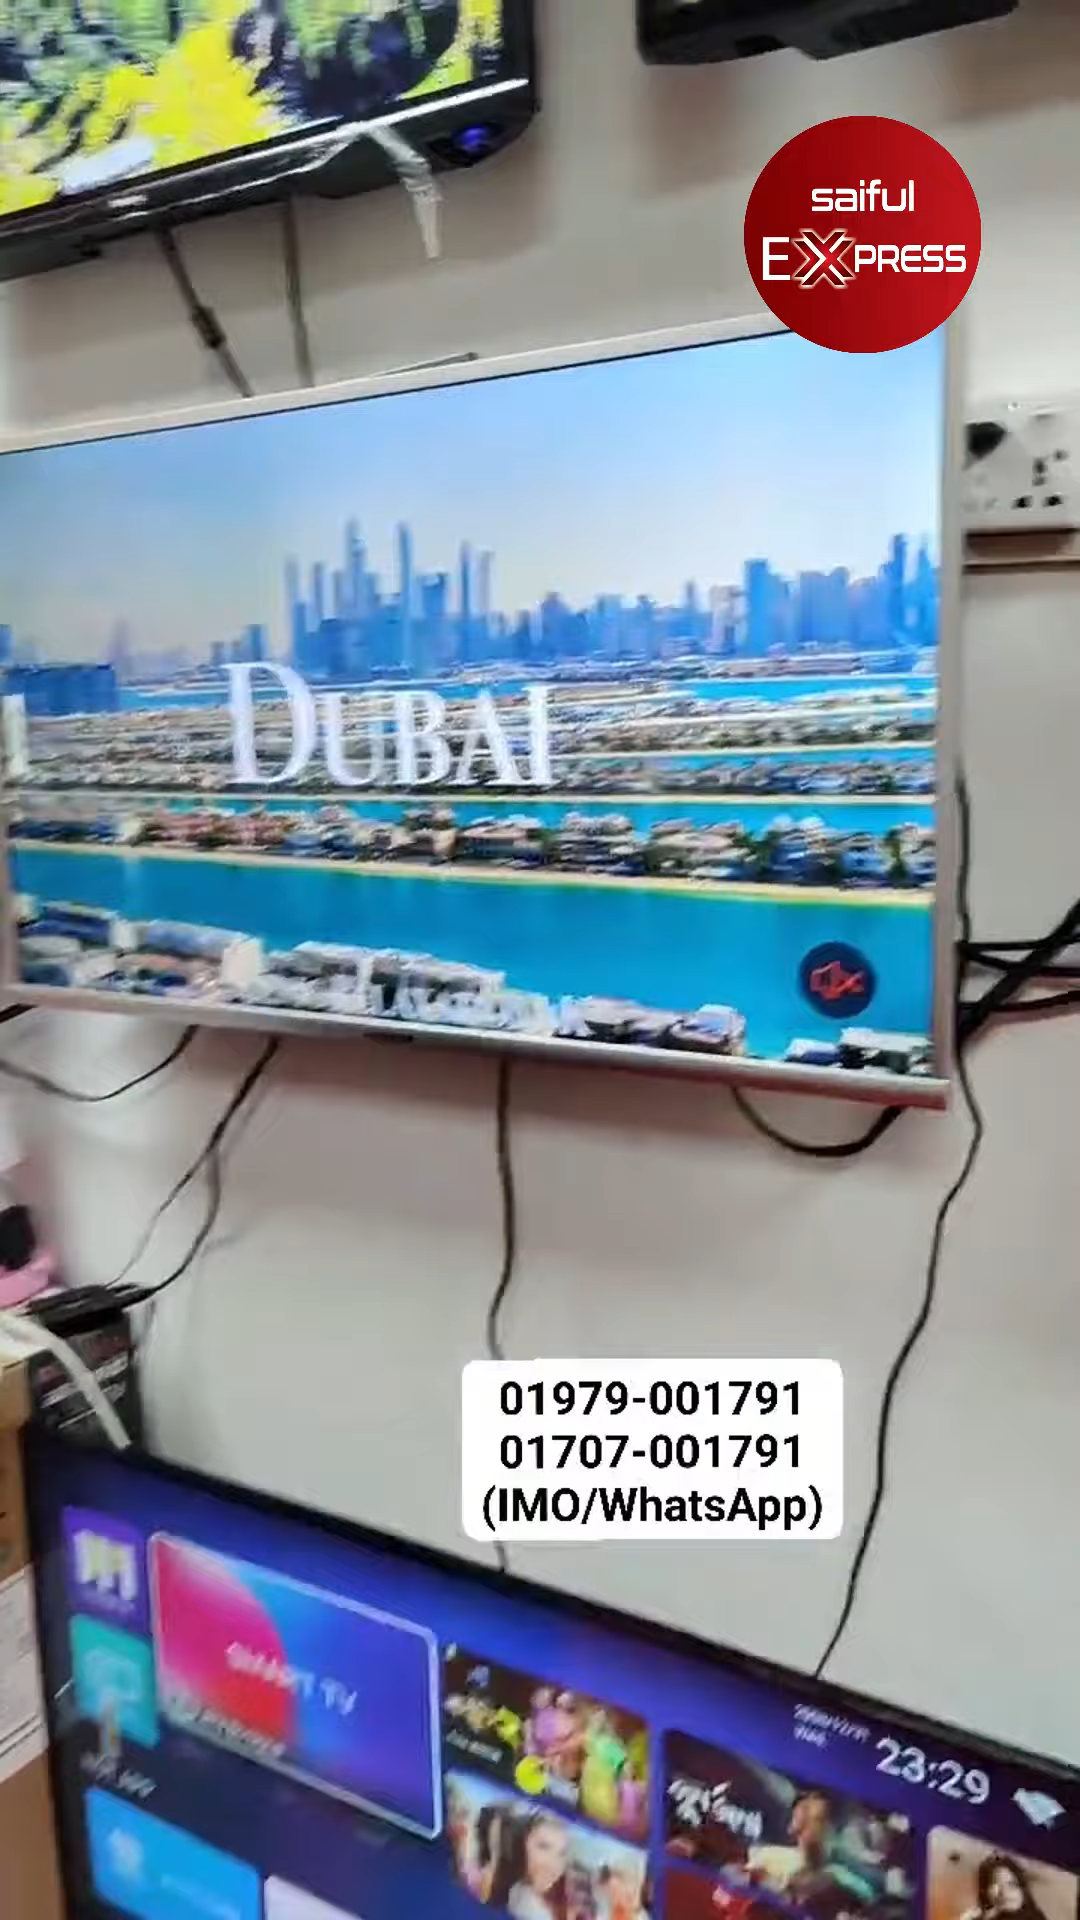 saiful
EXPRESS
DUBAI
01979-001791
01707-001791
(IMO/WhatsApp)
SMART TV
23:29